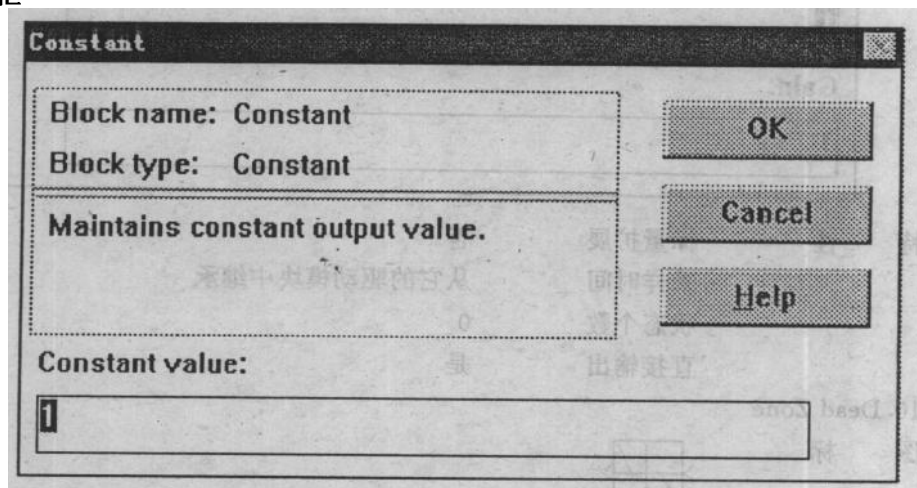 Constant
Block name: Constant
Block type: Constant
Maintains constant output value.
OK
Cancel
Help
Constant value:
1